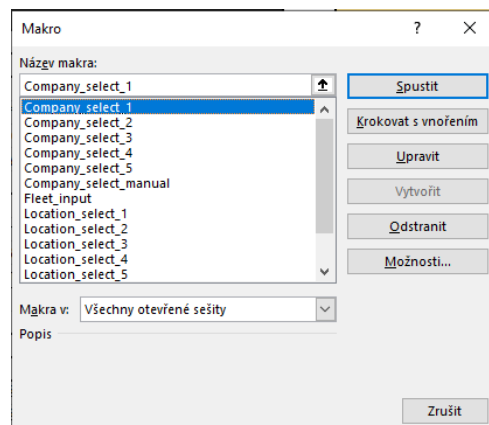 Makro
?
Název makra:
Company_select_1
Spustit
Company_select_1
Company_select_2
Krokovat s vnořením
Company_select_3
Company_select_4
Upravit
Company_select_5
Company_select_manual
Vytvořit
Fleet_input
Location_select_1
Location_select_2
Odstranit
Location_select_3
Location_select_4
Možnosti...
Location_select_5
Makra v: Všechny otevřené sešity
Popis
Zrušit